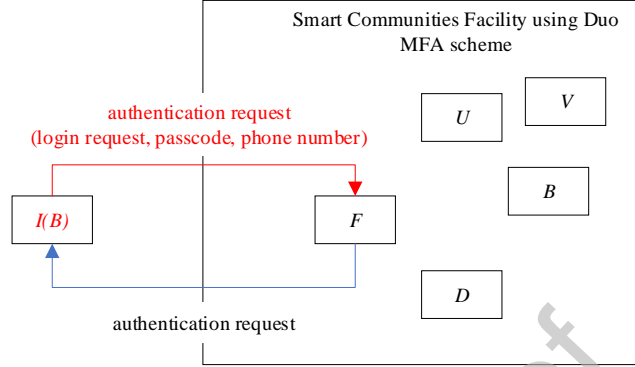 Smart Communities Facility using Duo
MFA scheme
authentication request
(login request, passcode, phone number)
U
V
B
I(B)
F
D
authentication request